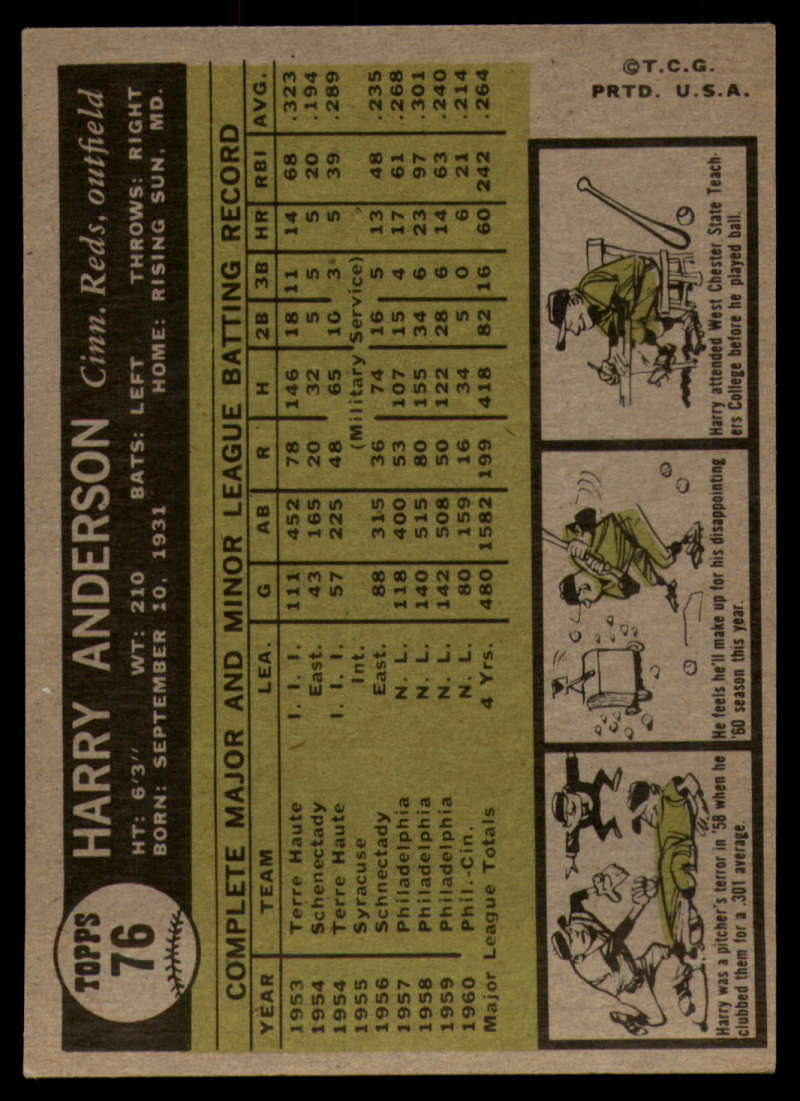 TOPPS
76
HARRY ANDERSON Cinn. Reds, outfield
HT: 6'3" WT: 210 BATS: LEFT THROWS: RIGHT
BORN: SEPTEMBER 10, 1931 HOME: RISING SUN, MD.
COMPLETE MAJOR AND MINOR LEAGUE BATTING RECORD
YEAR TEAM LEA. G AB R H 2B 3B HR RBI AVG.
1953 Terre Haute I. I. I. 111 452 78 146 18 11 14 68 .323
1954 Schenectady East. 43 165 20 32 5 5 5 20 .194
1954 Terre Haute I. I. I. 57 225 48 65 10 3 5 39 .289
1955 Syracuse Int. (Military Service)
1956 Schnectady East. 88 315 36 74 16 5 13 48 .235
1957 Philadelphia N. L. 118 400 53 107 15 4 17 61 .268
1958 Philadelphia N. L. 140 515 80 155 34 6 23 97 .301
1959 Philadelphia N. L. 142 508 50 122 28 6 14 63 .240
1960 Phil.-Cin. N. L. 80 159 16 34 5 0 6 21 .214
Major League Totals 4 Yrs. 480 1582 199 418 82 16 60 242 .264
Harry was a pitcher's terror in '58 when he
clubbed them for a .301 average.
He feels he'll make up for his disappointing
'60 season this year.
Harry attended West Chester State Teach-
ers College before he played ball.
©T.C.G.
PRTD. U.S.A.